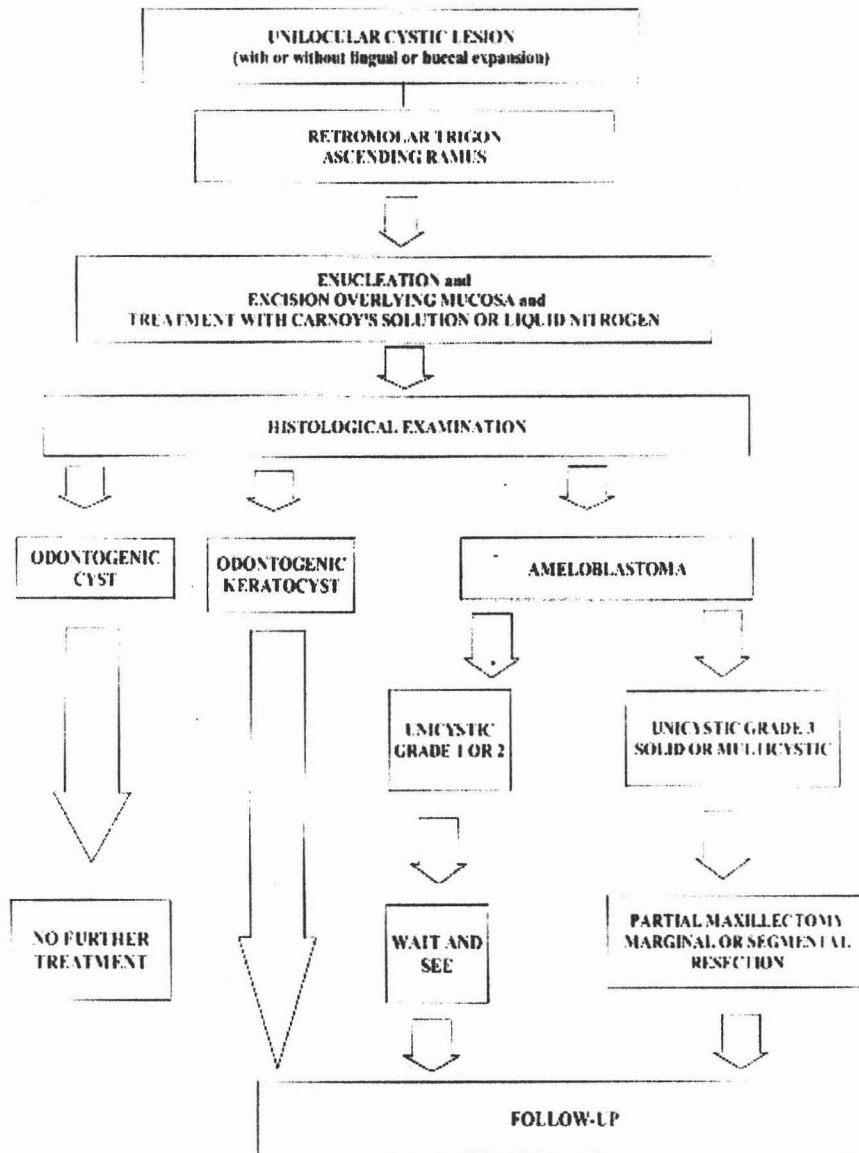 UNILOCULAR CYSTIC LESION
(with or without lingual or buccal expansion)
RETROMOLAR TRIGON
ASCENDING RAMUS
ENUCLEATION and
EXCISION OVERLYING MUCOSA and
TREATMENT WITH CARNOY'S SOLUTION OR LIQUID NITROGEN
HISTOLOGICAL EXAMINATION
ODONTOGENIC
CYST
ODONTOGENIC
KERATOCYST
AMELOBLASTOMA
UNICYSTIC
GRADE 1 OR 2
UNICYSTIC GRADE 3
SOLID OR MULTICYSTIC
NO FURTHER
TREATMENT
WAIT AND
SEE
PARTIAL MAXILLECTOMY
MARGINAL OR SEGMENTAL
RESECTION
FOLLOW-UP